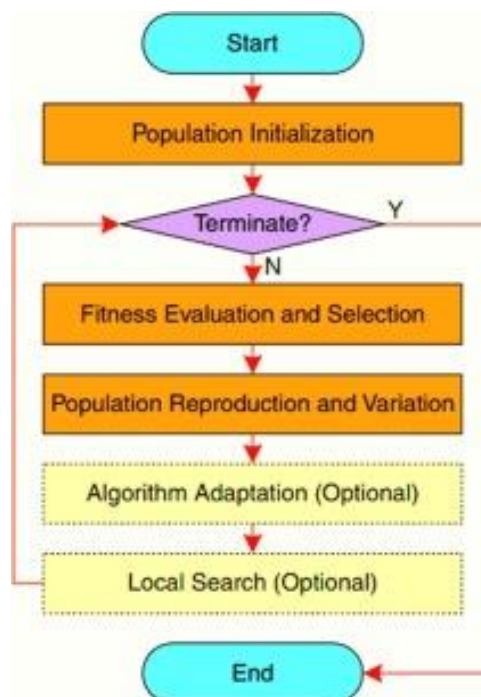 Start
Population Initialization
Terminate?
Y
N
Fitness Evaluation and Selection
Population Reproduction and Variation
Algorithm Adaptation (Optional)
Local Search (Optional)
End